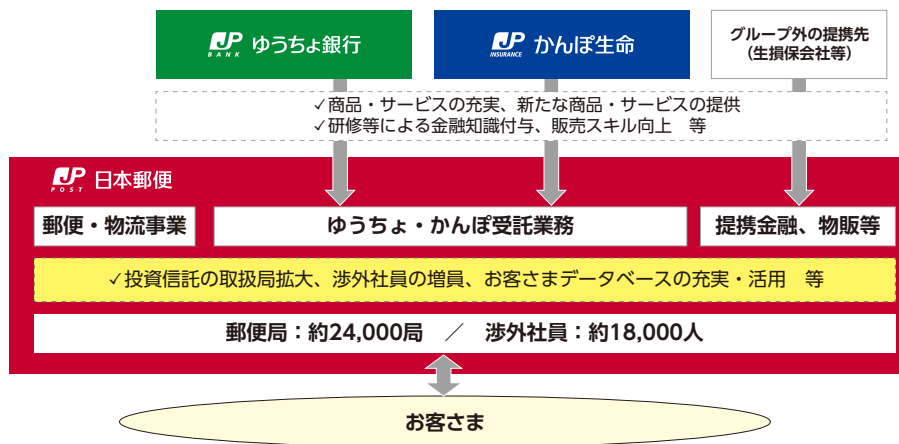 JP BANK ゆうちょ銀行
JP INSURANCE かんぽ生命
グループ外の提携先
（生損保会社等）
✓商品・サービスの充実、新たな商品・サービスの提供
✓研修等による金融知識付与、販売スキル向上　等
JP POST 日本郵便
郵便・物流事業
ゆうちょ・かんぽ受託業務
提携金融、物販等
✓投資信託の取扱局拡大、渉外社員の増員、お客さまデータベースの充実・活用　等
郵便局：約24,000局　／　渉外社員：約18,000人
お客さま